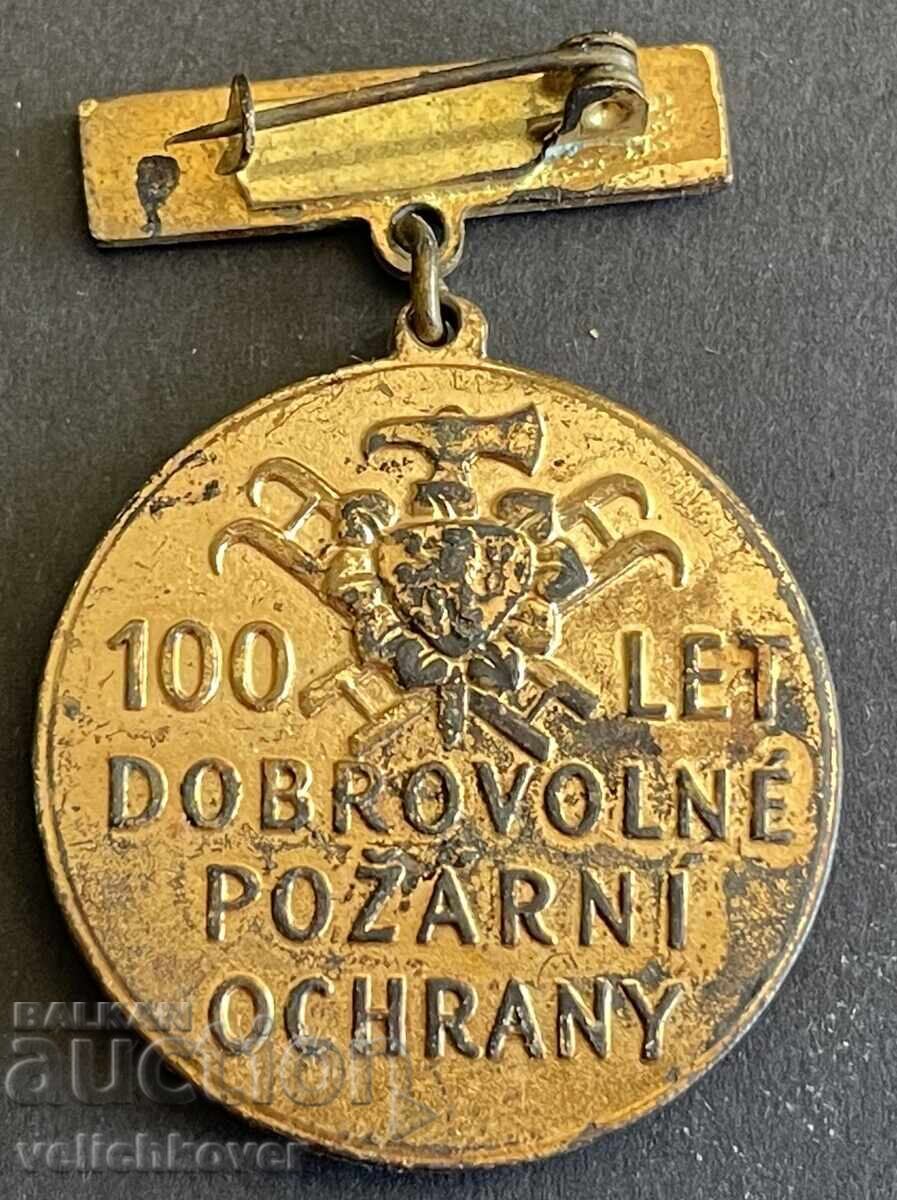 100 LET
DOBROVOLNÉ
POŽÁRNÍ
OCHRANY
BALKAN
auction
velichkover